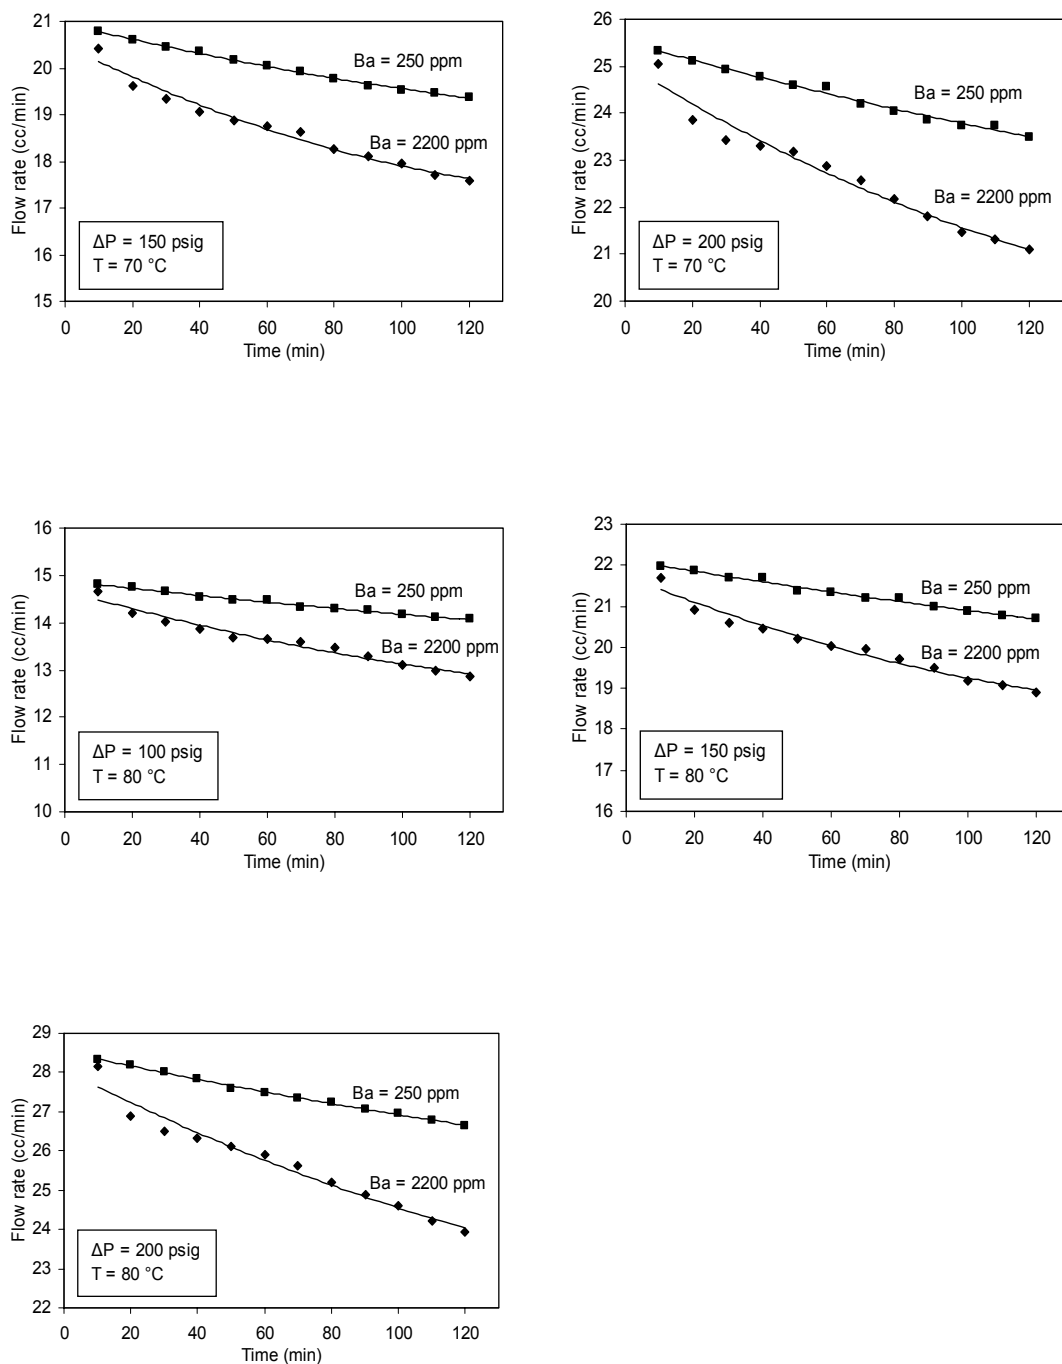 21
20
19
18
17
16
15
0 20 40 60 80 100 120
Time (min)
Flow rate (cc/min)
Ba = 250 ppm
Ba = 2200 ppm
ΔP = 150 psig
T = 70 °C
26
25
24
23
22
21
20
0 20 40 60 80 100 120
Time (min)
Flow rate (cc/min)
Ba = 250 ppm
Ba = 2200 ppm
ΔP = 200 psig
T = 70 °C
16
15
14
13
12
11
10
0 20 40 60 80 100 120
Time (min)
Flow rate (cc/min)
Ba = 250 ppm
Ba = 2200 ppm
ΔP = 100 psig
T = 80 °C
23
22
21
20
19
18
17
16
0 20 40 60 80 100 120
Time (min)
Flow rate (cc/min)
Ba = 250 ppm
Ba = 2200 ppm
ΔP = 150 psig
T = 80 °C
29
28
27
26
25
24
23
22
0 20 40 60 80 100 120
Time (min)
Flow rate (cc/min)
Ba = 250 ppm
Ba = 2200 ppm
ΔP = 200 psig
T = 80 °C